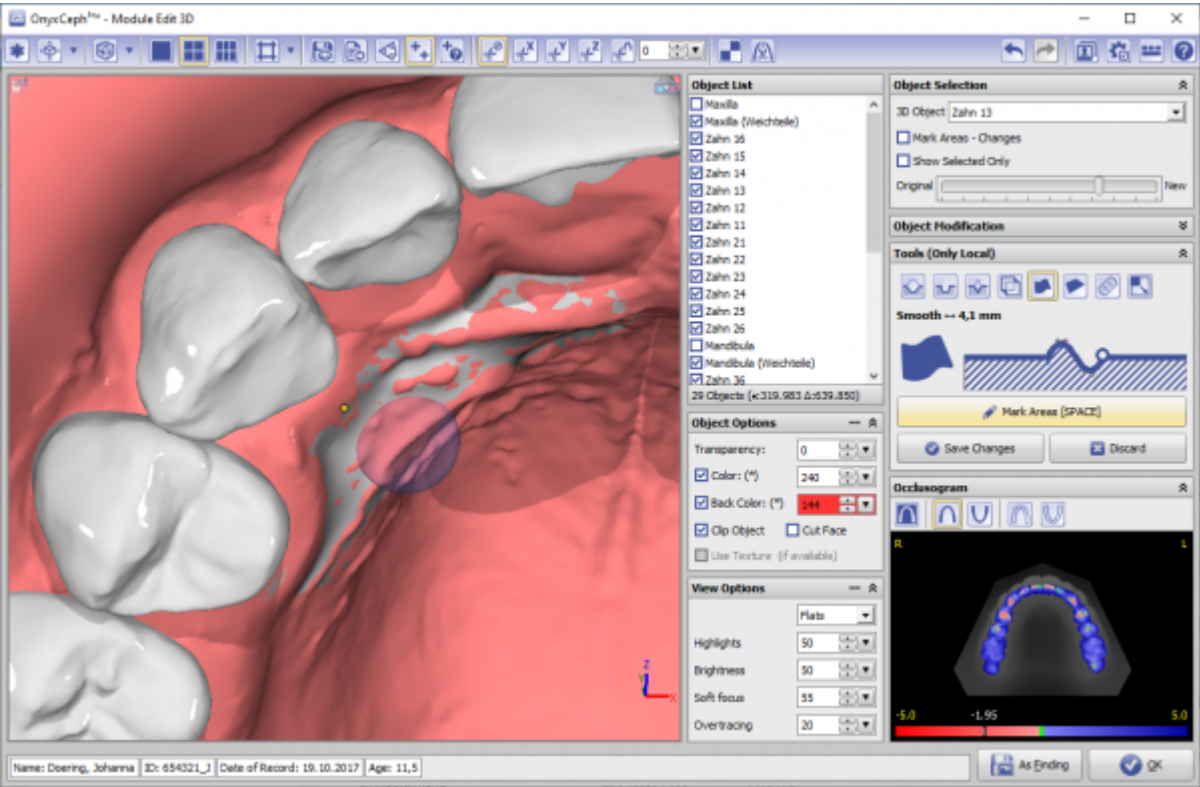 OnyxCeph³™ - Module Edit 3D
0
Object List
Maxilla
Maxilla (Weichteile)
Zahn 16
Zahn 15
Zahn 14
Zahn 13
Zahn 12
Zahn 11
Zahn 21
Zahn 22
Zahn 23
Zahn 24
Zahn 25
Zahn 26
Mandibula
Mandibula (Weichteile)
Zahn 36
29 Objects (*:319.983 Δ:639.850)
Object Options
Transparency: 0
Color: (*) 240
Back Color: (*) 144
Clip Object Cut Face
Use Texture (if available)
View Options
Flats
Highlights 50
Brightness 50
Soft focus 55
Overtracing 20
Object Selection
3D Object Zahn 13
Mark Areas - Changes
Show Selected Only
Original New
Object Modification
Tools (Only Local)
Smooth ↔ 4,1 mm
Mark Areas (SPACE)
Save Changes Discard
Occlusogram
R L
-5.0 -1.95 5.0
Z
Y
X
Name: Doering, Johanna ID: 654321_J Date of Record: 19.10.2017 Age: 11,5
As Finding OK